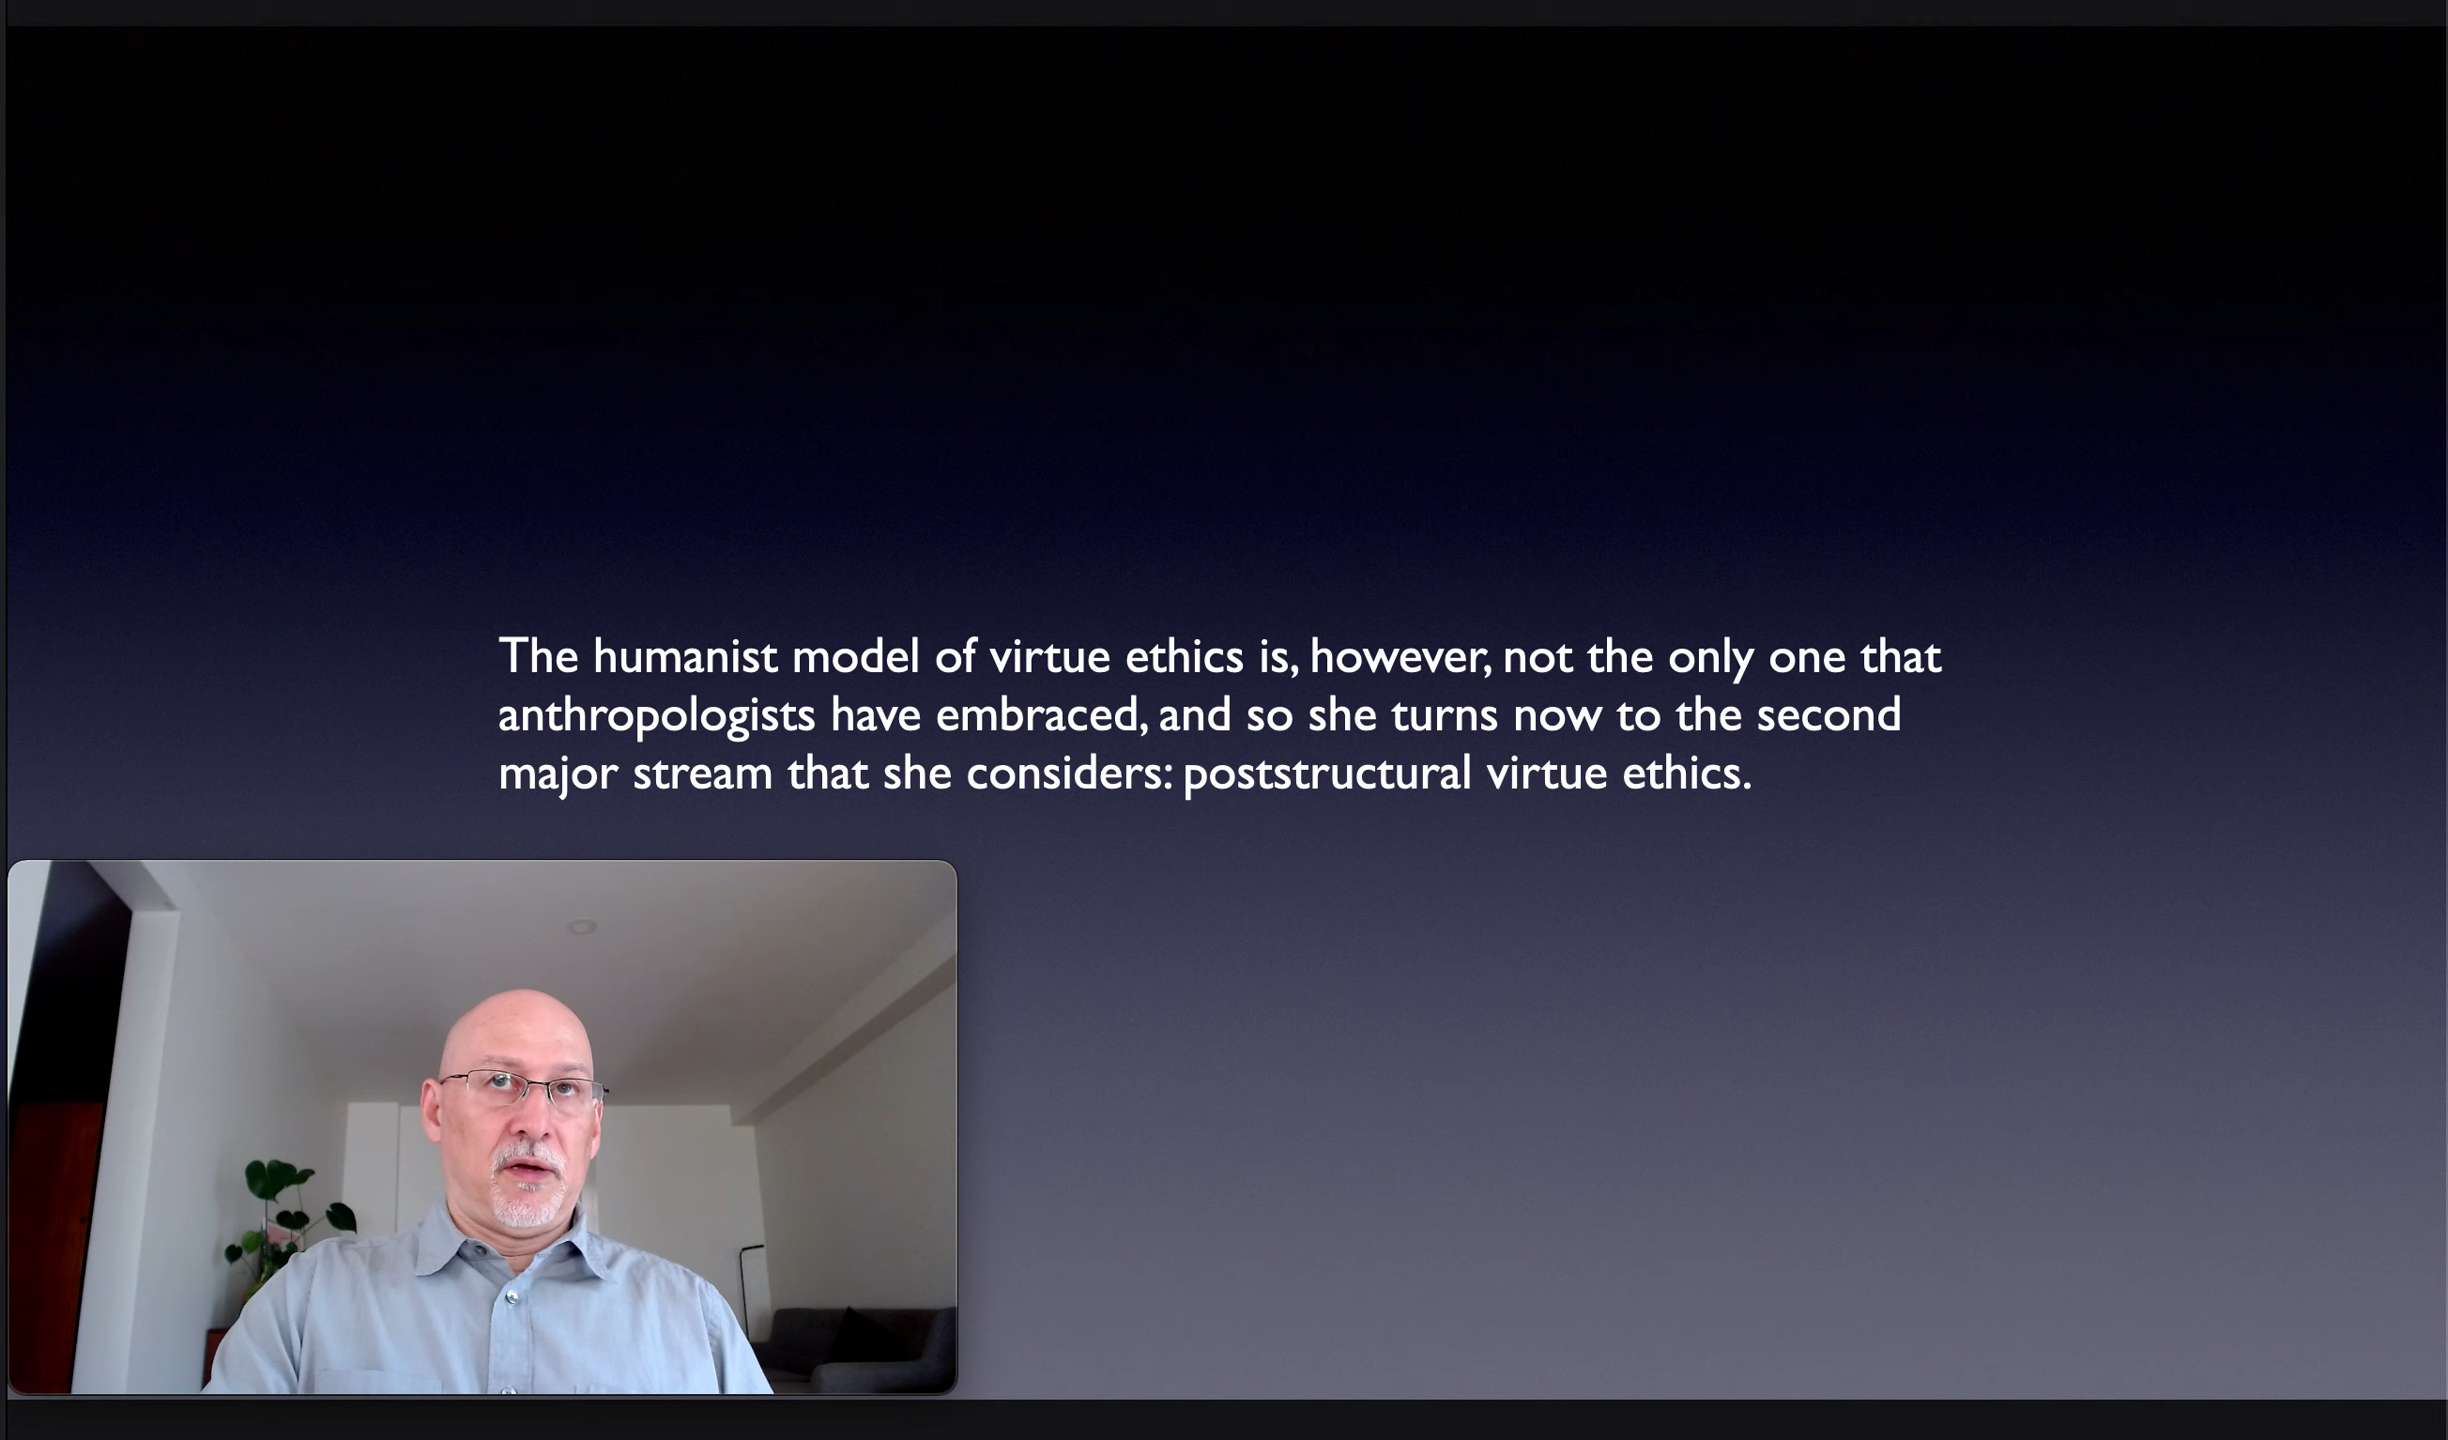 The humanist model of virtue ethics is, however, not the only one that
anthropologists have embraced, and so she turns now to the second
major stream that she considers: poststructural virtue ethics.